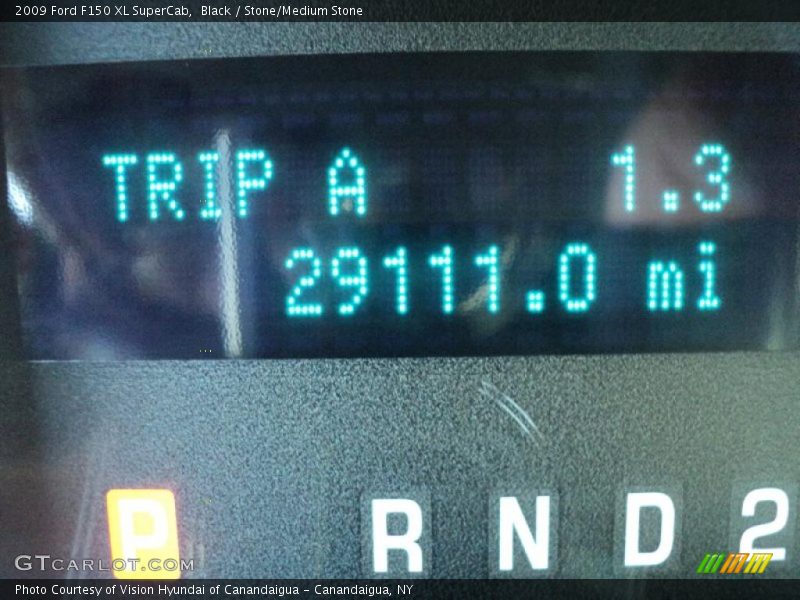 2009 Ford F150 XL SuperCab,  Black / Stone/Medium Stone
TRIP A 1.3
29111.0 mi
P R N D 2
GTCARLOT.COM
Photo Courtesy of Vision Hyundai of Canandaigua - Canandaigua, NY